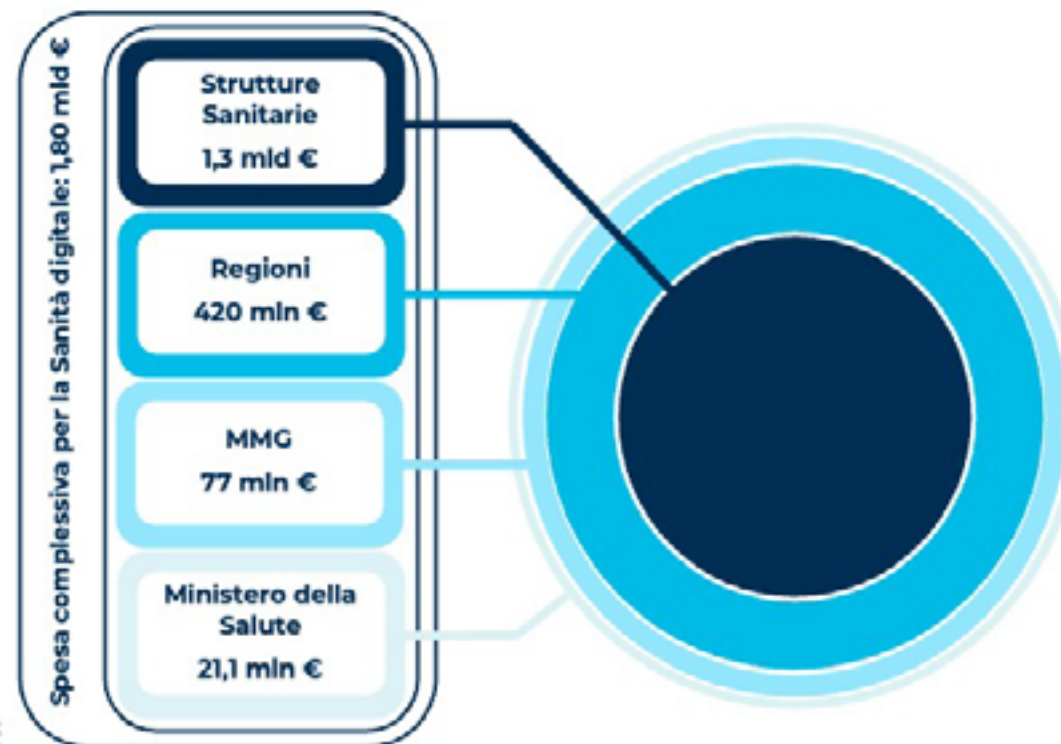 Spesa complessiva per la Sanità digitale: 1,80 mld €
Strutture
Sanitarie
1,3 mld €
Regioni
420 mln €
MMG
77 mln €
Ministero della
Salute
21,1 mln €